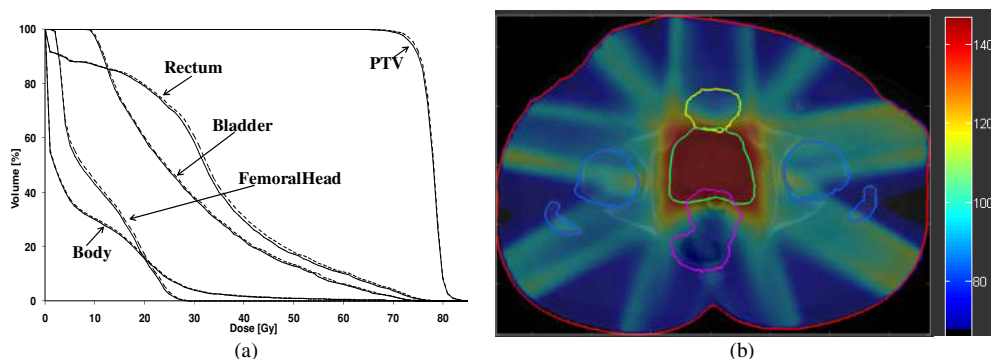 100
80
60
40
20
0
Volume [%]
Rectum
PTV
Bladder
FemoralHead
Body
0 10 20 30 40 50 60 70 80
Dose [Gy]
(a)
140
120
100
80
(b)